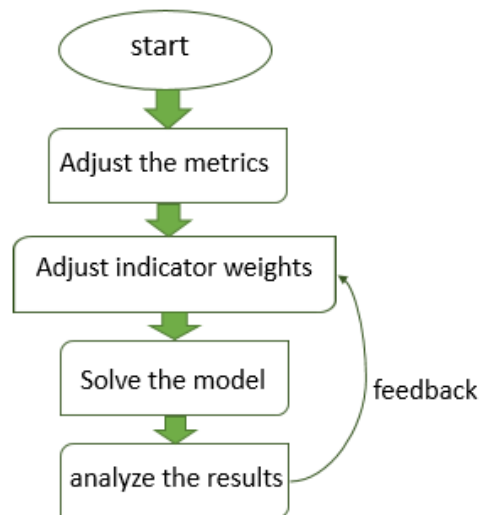 start
Adjust the metrics
Adjust indicator weights
Solve the model
feedback
analyze the results